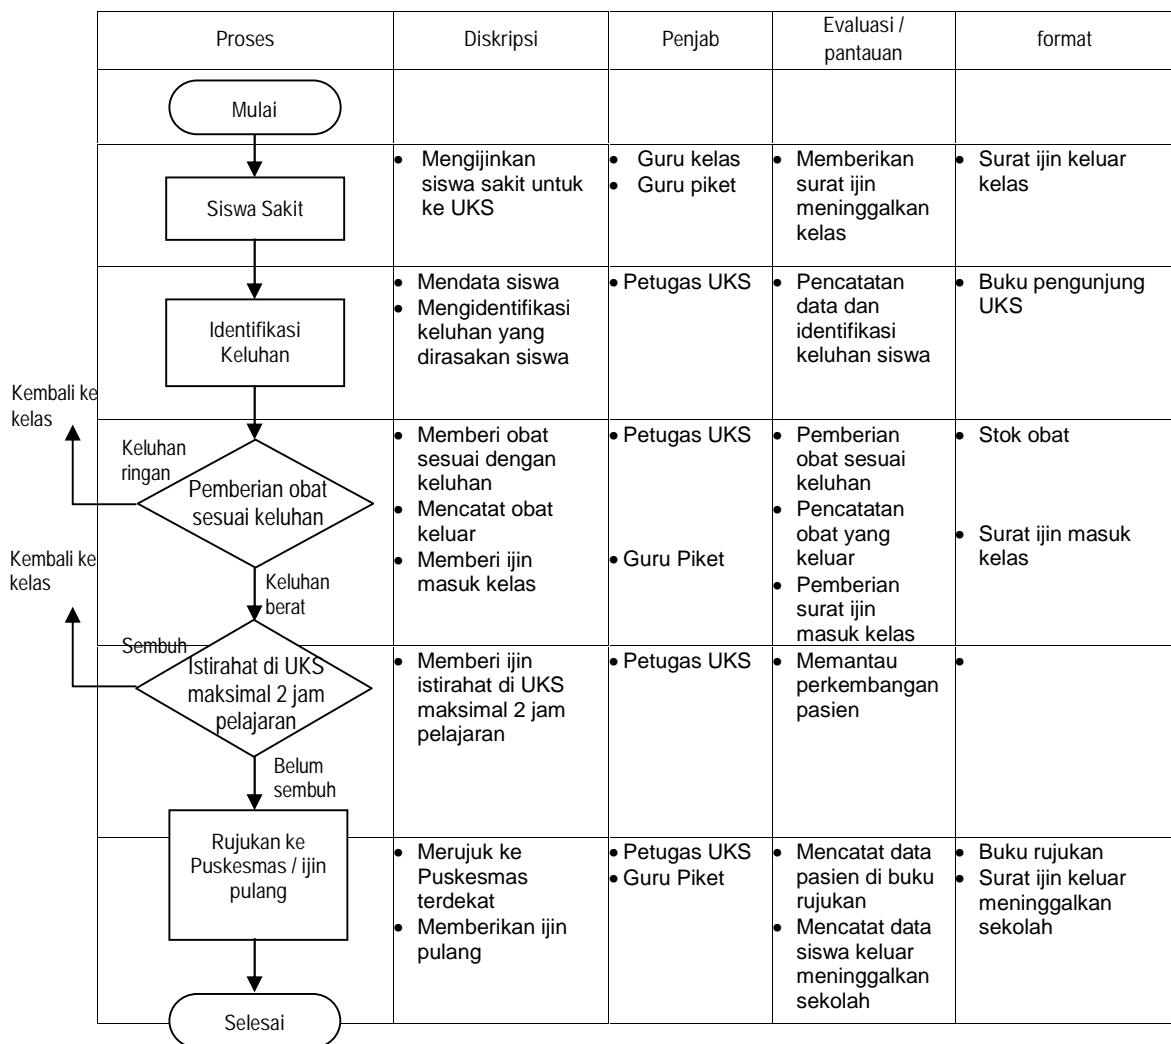 Proses
Diskripsi
Penjab
Evaluasi /
pantauan
format
Mulai
Siswa Sakit
• Mengijinkan
siswa sakit untuk
ke UKS
• Guru kelas
• Guru piket
• Memberikan
surat ijin
meninggalkan
kelas
• Surat ijin keluar
kelas
Identifikasi
Keluhan
• Mendata siswa
• Mengidentifikasi
keluhan yang
dirasakan siswa
• Petugas UKS
• Pencatatan
data dan
identifikasi
keluhan siswa
• Buku pengunjung
UKS
Kembali ke
kelas
Keluhan
ringan
Pemberian obat
sesuai keluhan
• Memberi obat
sesuai dengan
keluhan
• Mencatat obat
keluar
• Memberi ijin
masuk kelas
• Petugas UKS
• Guru Piket
• Pemberian
obat sesuai
keluhan
• Pencatatan
obat yang
keluar
• Pemberian
surat ijin
masuk kelas
• Stok obat
• Surat ijin masuk
kelas
Kembali ke
kelas
Keluhan
berat
Sembuh
Istirahat di UKS
maksimal 2 jam
pelajaran
• Memberi ijin
istirahat di UKS
maksimal 2 jam
pelajaran
• Petugas UKS
• Memantau
perkembangan
pasien
•
Belum
sembuh
Rujukan ke
Puskesmas / ijin
pulang
• Merujuk ke
Puskesmas
terdekat
• Memberikan ijin
pulang
• Petugas UKS
• Guru Piket
• Mencatat data
pasien di buku
rujukan
• Mencatat data
siswa keluar
meninggalkan
sekolah
• Buku rujukan
• Surat ijin keluar
meninggalkan
sekolah
Selesai